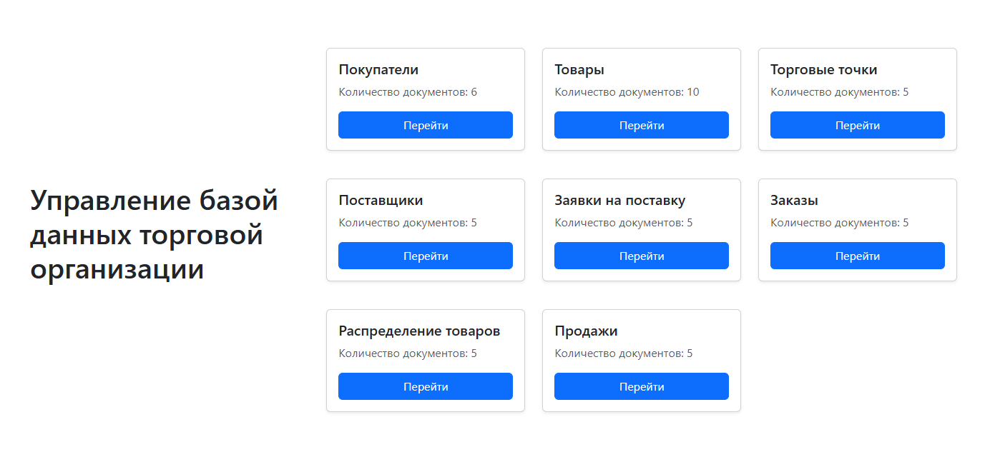 Управление базой
данных торговой
организации
Покупатели
Количество документов: 6
Перейти
Товары
Количество документов: 10
Перейти
Торговые точки
Количество документов: 5
Перейти
Поставщики
Количество документов: 5
Перейти
Заявки на поставку
Количество документов: 5
Перейти
Заказы
Количество документов: 5
Перейти
Распределение товаров
Количество документов: 5
Перейти
Продажи
Количество документов: 5
Перейти